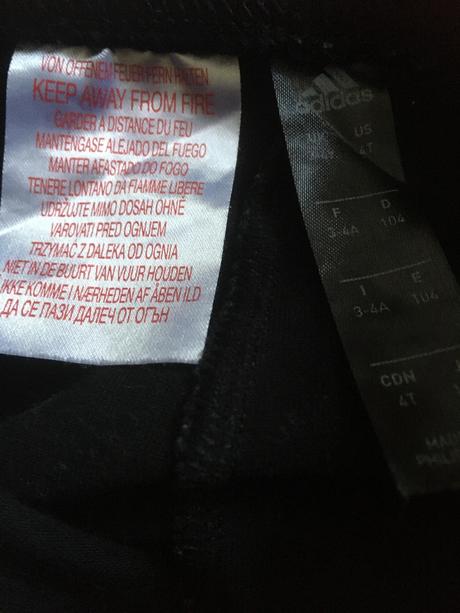 VON OFFENEM FEUER FERN HALTEN
KEEP AWAY FROM FIRE
GARDER A DISTANCE DU FEU
MANTÉNGASE ALEJADO DEL FUEGO
MANTER AFASTADO DO FOGO
TENERE LONTANO DA FIAMME LIBERE
UDRŽUJTE MIMO DOSAH OHNĚ
VAROVATI PRED OGNJEM
TRZYMAĆ Z DALEKA OD OGNIA
NIET IN DE BUURT VAN VUUR HOUDEN
IKKE KOMME I NÆRHEDEN AF ÅBEN ILD
ДА СЕ ПАЗИ ДАЛЕЧ ОТ ОГЪН
adidas
US
4T
F D
3-4A 104
I E
3-4A 104
CDN
4T